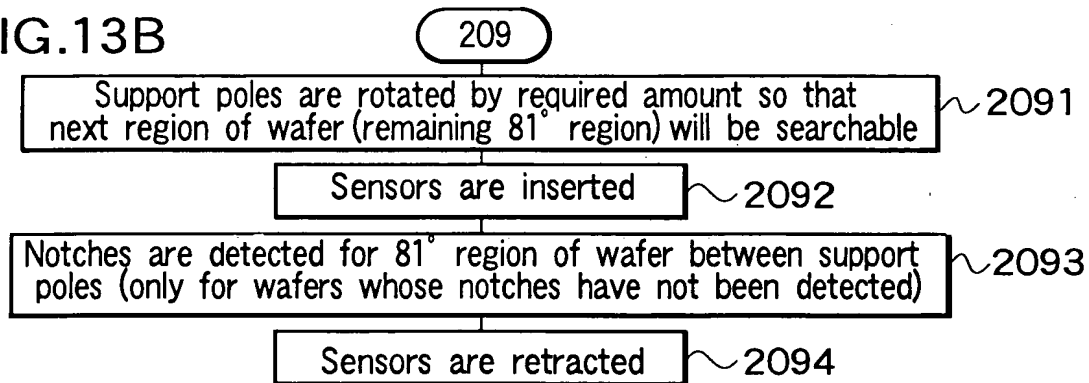 IG.13B
209
Support poles are rotated by required amount so that
next region of wafer (remaining 81° region) will be searchable
2091
Sensors are inserted
2092
Notches are detected for 81° region of wafer between support
poles (only for wafers whose notches have not been detected)
2093
Sensors are retracted
2094